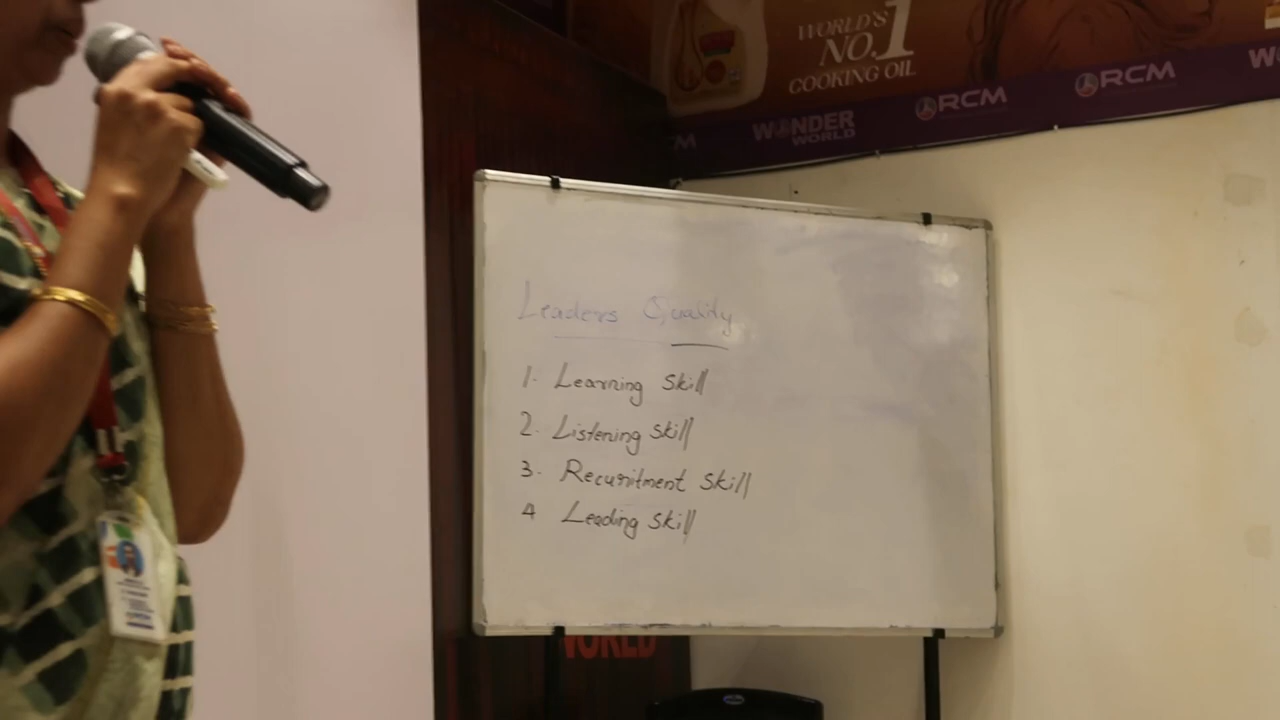 WORLD'S
NO.1
COOKING OIL
WONDER
WORLD
RCM
RCM
Leaders Quality
1. Learning Skill
2. Listening Skill
3. Recuritment Skill
4 Leading Skill
WORLD